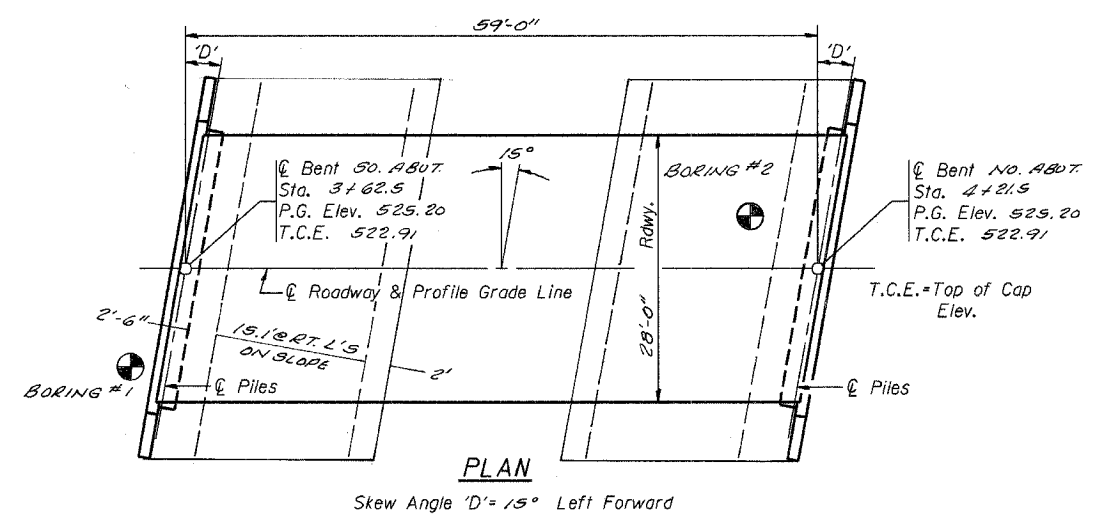 59'-0"
'D'
'D'
15°
℄ Bent SO. ABUT.
Sta. 3+62.5
P.G. Elev. 525.20
T.C.E. 522.91
BORING #2
℄ Bent NO. ABUT.
Sta. 4+21.5
P.G. Elev. 525.20
T.C.E. 522.91
Rdwy.
28'-0"
℄ Roadway & Profile Grade Line
T.C.E.=Top of Cap
Elev.
2'-6"
15.1'@RT. L'S
ON SLOPE
2'
BORING #1
℄ Piles
℄ Piles
PLAN
Skew Angle 'D'= 15° Left Forward